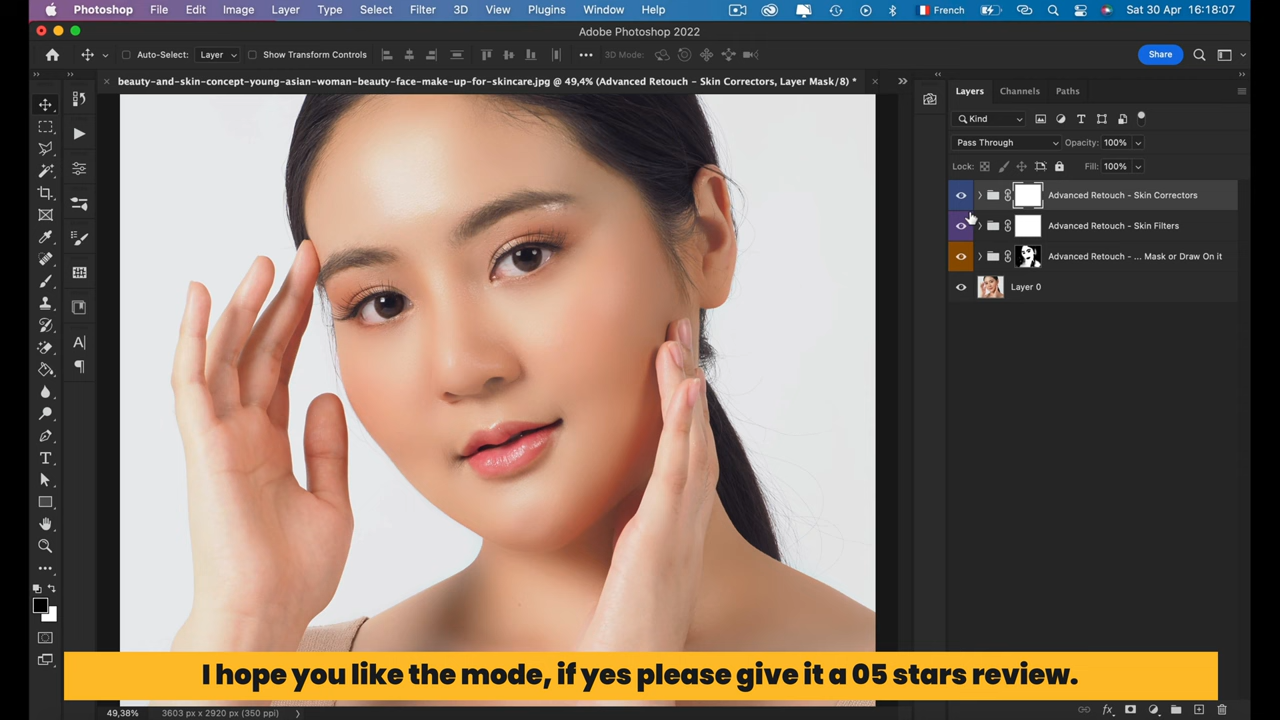 Photoshop File Edit Image Layer Type Select Filter 3D View Plugins Window Help French Sat 30 Apr 16:18:07
Adobe Photoshop 2022
Auto-Select: Layer Show Transform Controls 3D Mode: Share
beauty-and-skin-concept-young-asian-woman-beauty-face-make-up-for-skincare.jpg @ 49,4% (Advanced Retouch - Skin Correctors, Layer Mask/8) *
Layers Channels Paths
Kind
Pass Through Opacity: 100%
Lock: Fill: 100%
Advanced Retouch - Skin Correctors
Advanced Retouch - Skin Filters
Advanced Retouch - ... Mask or Draw On it
Layer 0
I hope you like the mode, if yes please give it a 05 stars review.
49,38% 3603 px x 2920 px (350 ppi)